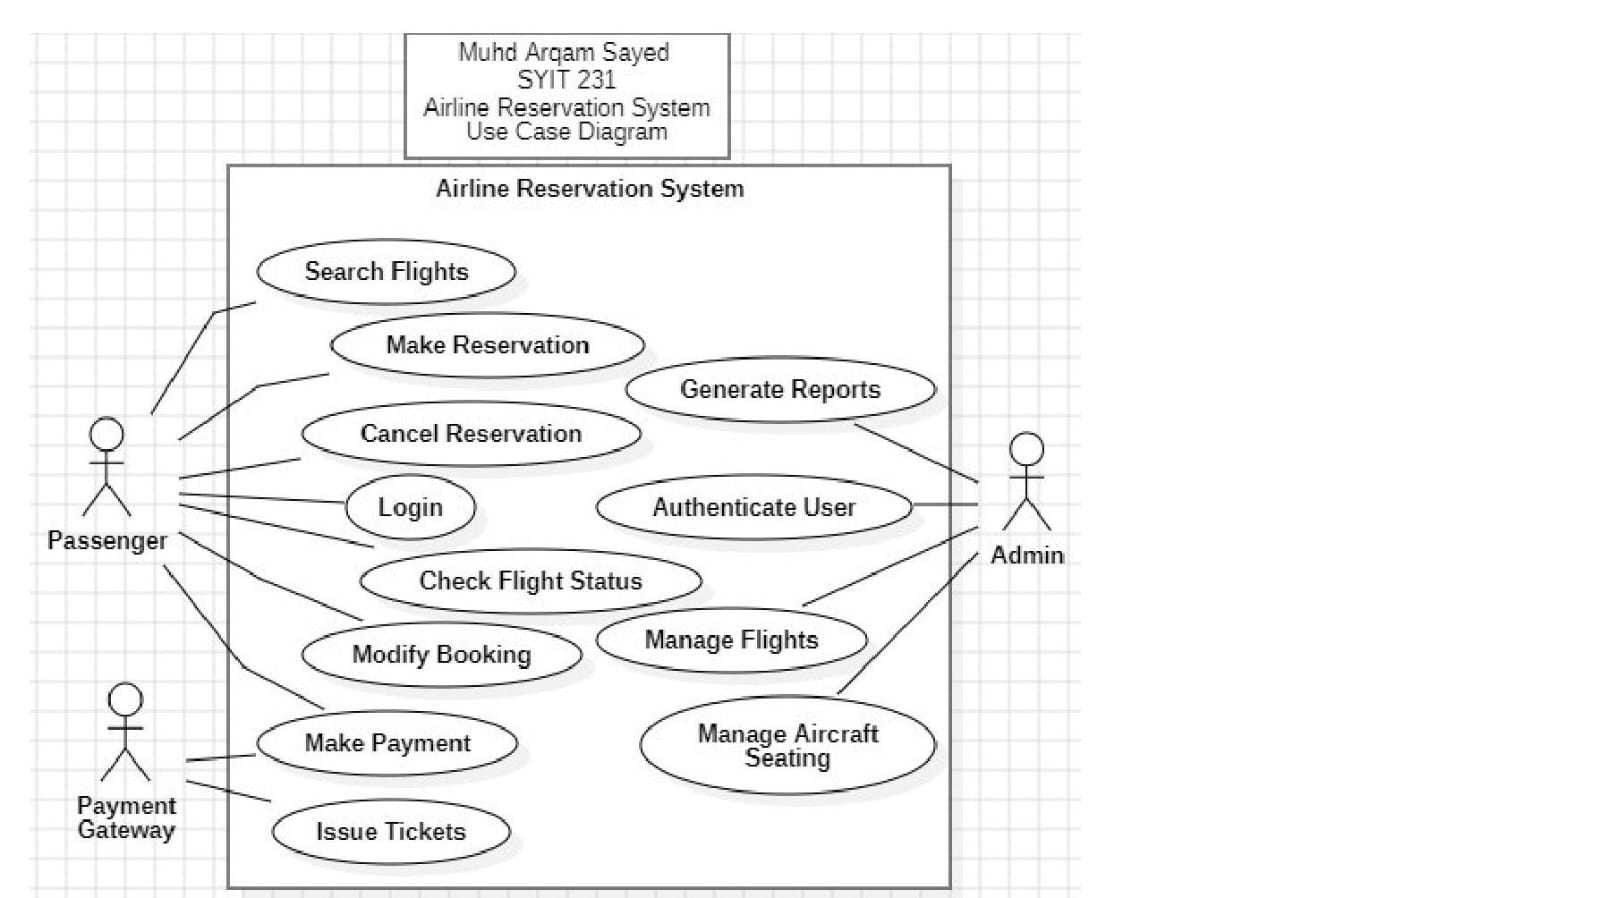 Muhd Arqam Sayed
SYIT 231
Airline Reservation System
Use Case Diagram
Airline Reservation System
Search Flights
Make Reservation
Generate Reports
Cancel Reservation
Login
Authenticate User
Passenger
Admin
Check Flight Status
Manage Flights
Modify Booking
Make Payment
Manage Aircraft
Seating
Payment
Gateway
Issue Tickets